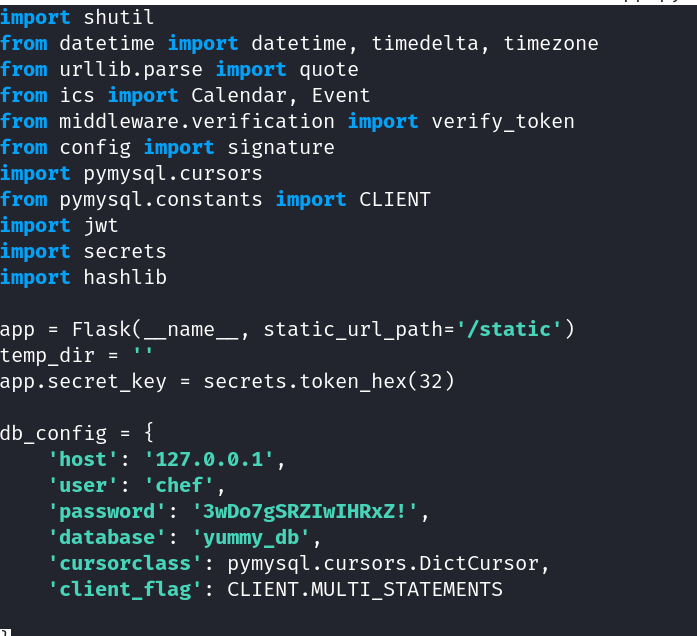 import shutil
from datetime import datetime, timedelta, timezone
from urllib.parse import quote
from ics import Calendar, Event
from middleware.verification import verify_token
from config import signature
import pymysql.cursors
from pymysql.constants import CLIENT
import jwt
import secrets
import hashlib

app = Flask(__name__, static_url_path='/static')
temp_dir = ''
app.secret_key = secrets.token_hex(32)

db_config = {
    'host': '127.0.0.1',
    'user': 'chef',
    'password': '3wDo7gSRZIwIHRxZ!',
    'database': 'yummy_db',
    'cursorclass': pymysql.cursors.DictCursor,
    'client_flag': CLIENT.MULTI_STATEMENTS